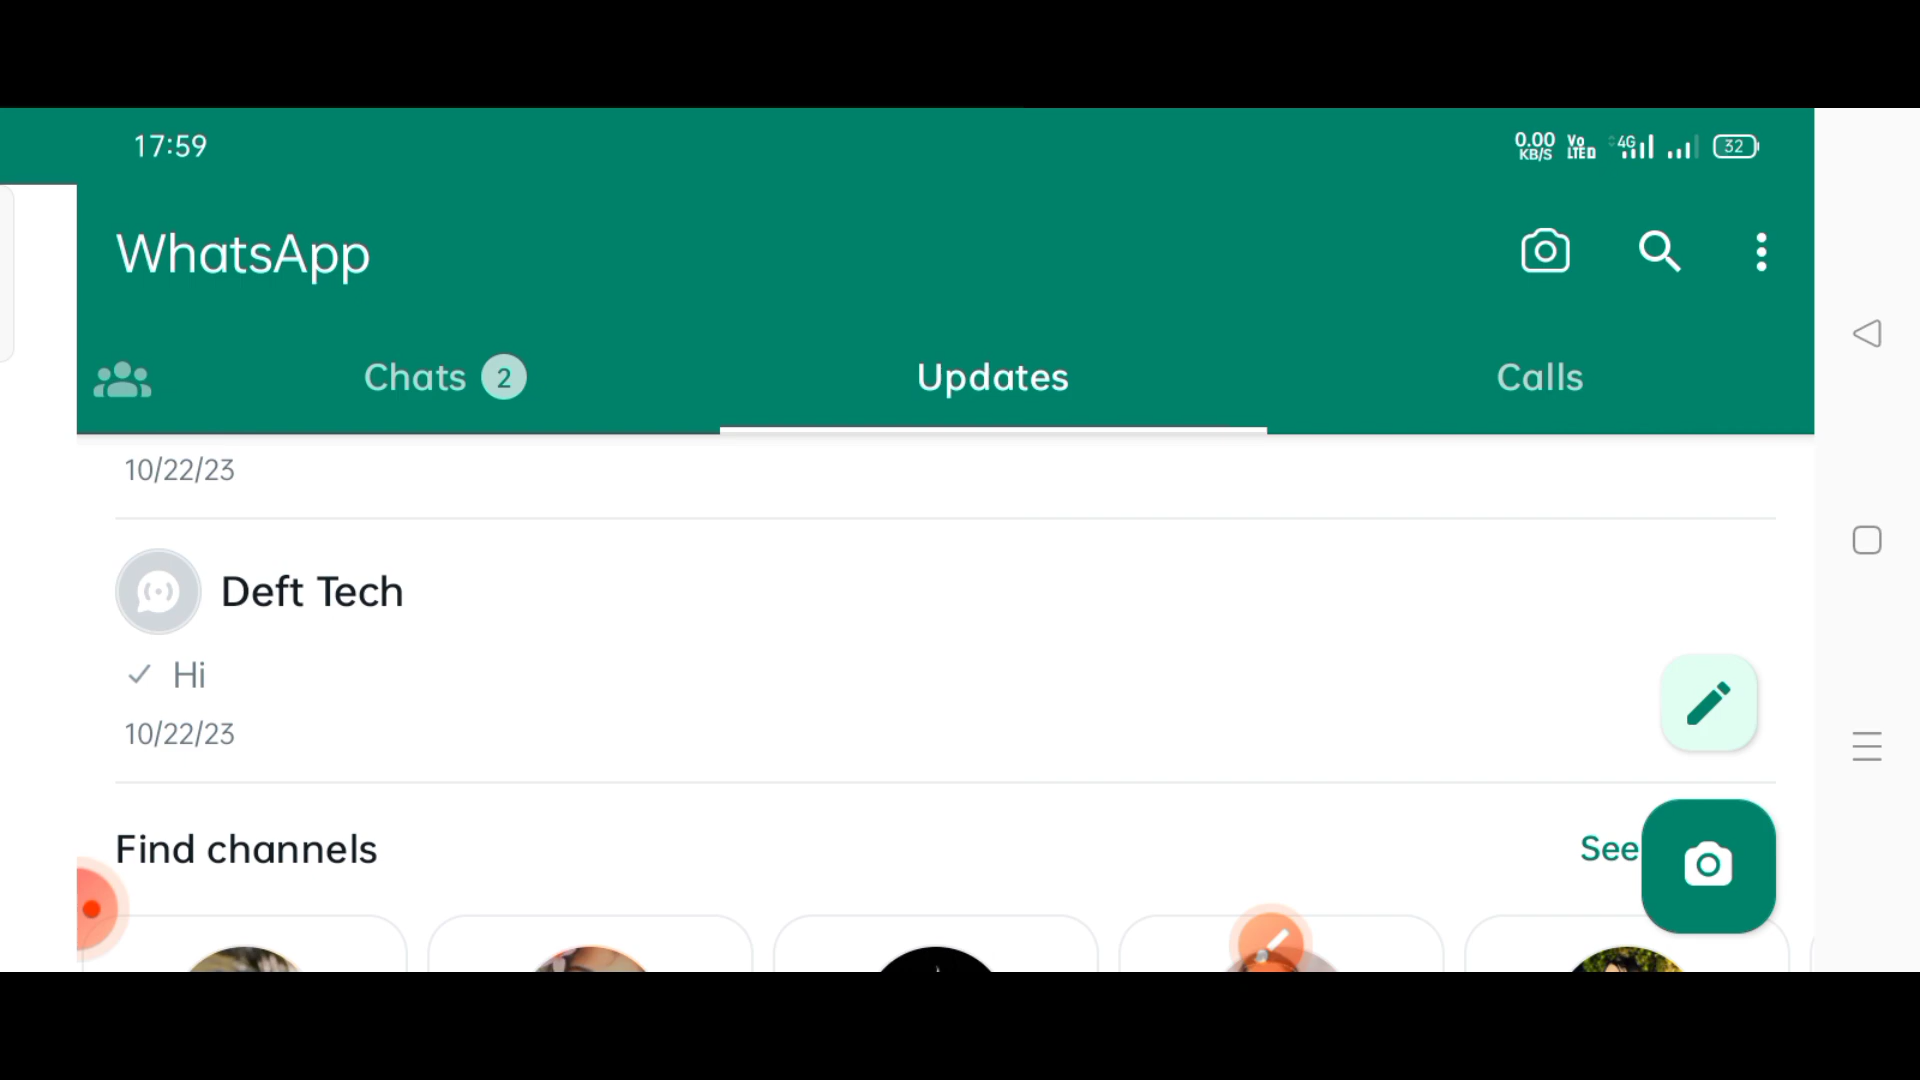 17:59
0.00 KB/S Vo LTE D 4G 32
WhatsApp
Chats 2
Updates
Calls
10/22/23
Deft Tech
Hi
10/22/23
Find channels
See